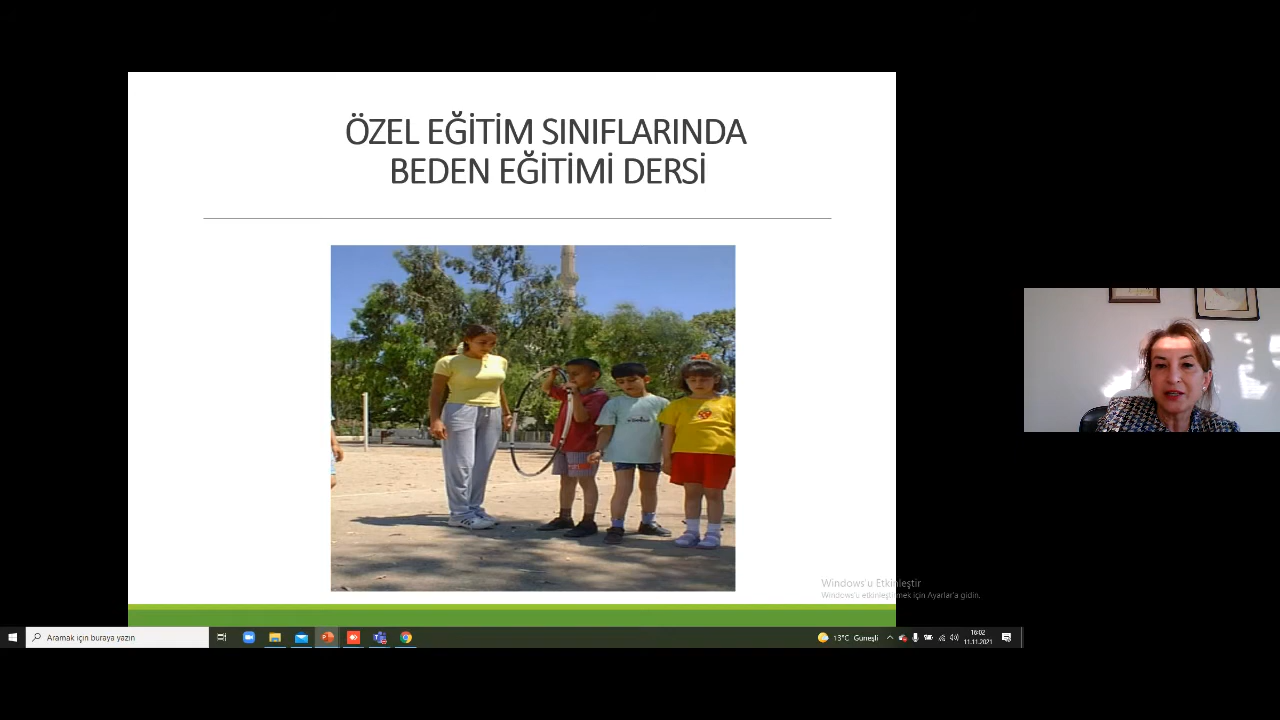 ÖZEL EĞİTİM SINIFLARINDA
BEDEN EĞİTİMİ DERSİ
Windows'u Etkinleştir
Windows'u etkinleştirmek için Ayarlar'a gidin.
Aramak için buraya yazın
13°C Güneşli
16:02
11.11.2021